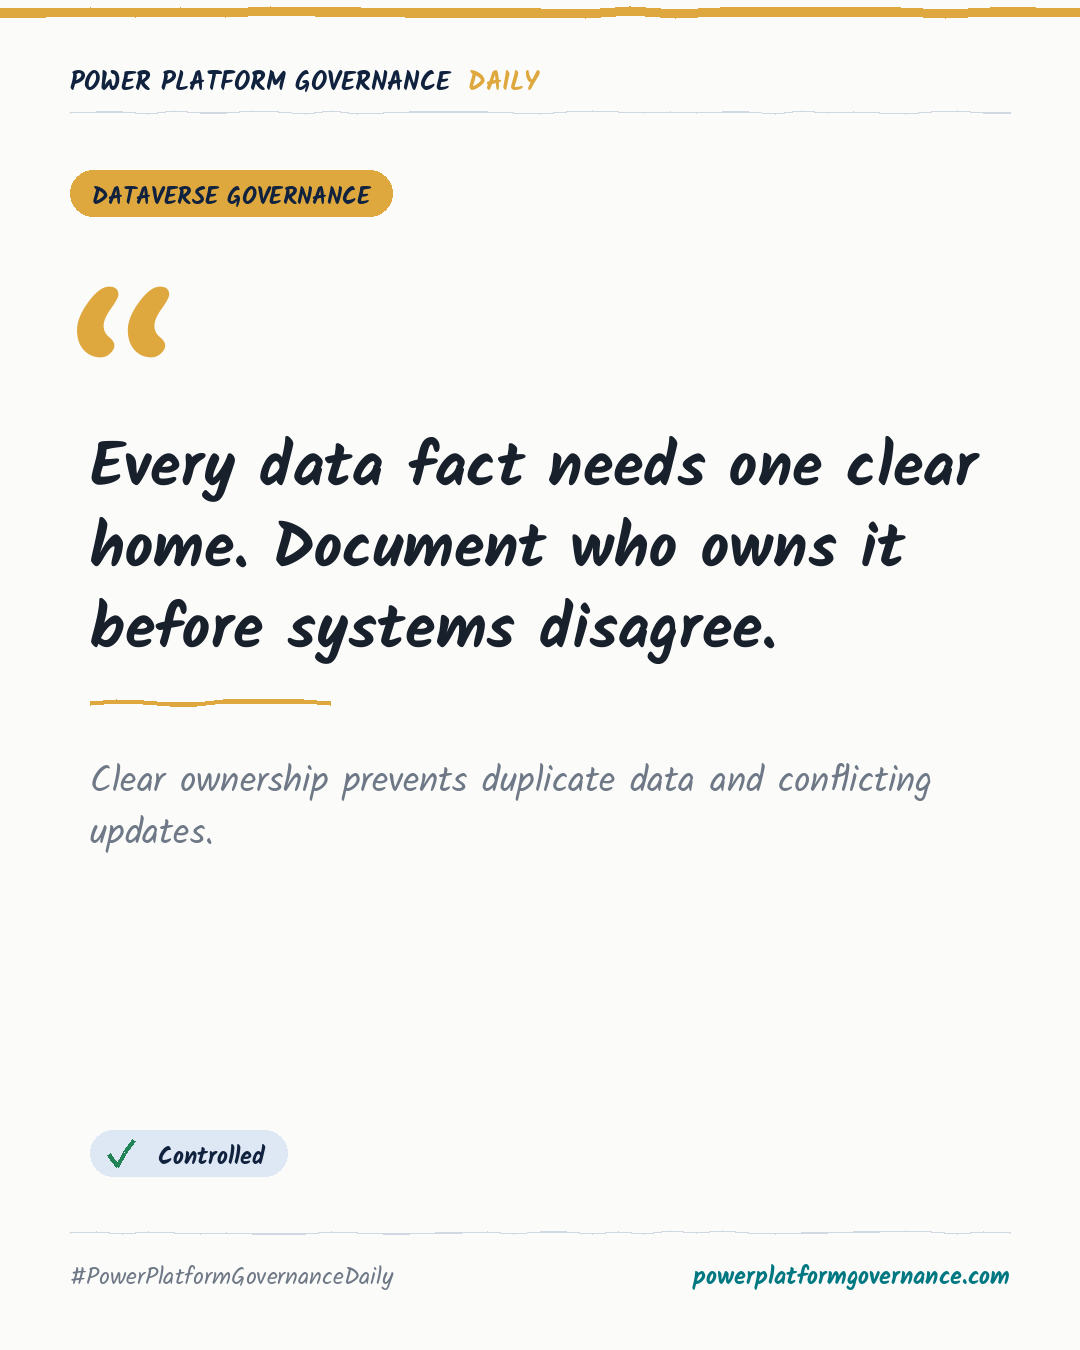 POWER PLATFORM GOVERNANCE DAILY
DATAVERSE GOVERNANCE
“
Every data fact needs one clear
home. Document who owns it
before systems disagree.
Clear ownership prevents duplicate data and conflicting
updates.
✓ Controlled
#PowerPlatformGovernanceDaily powerplatformgovernance.com